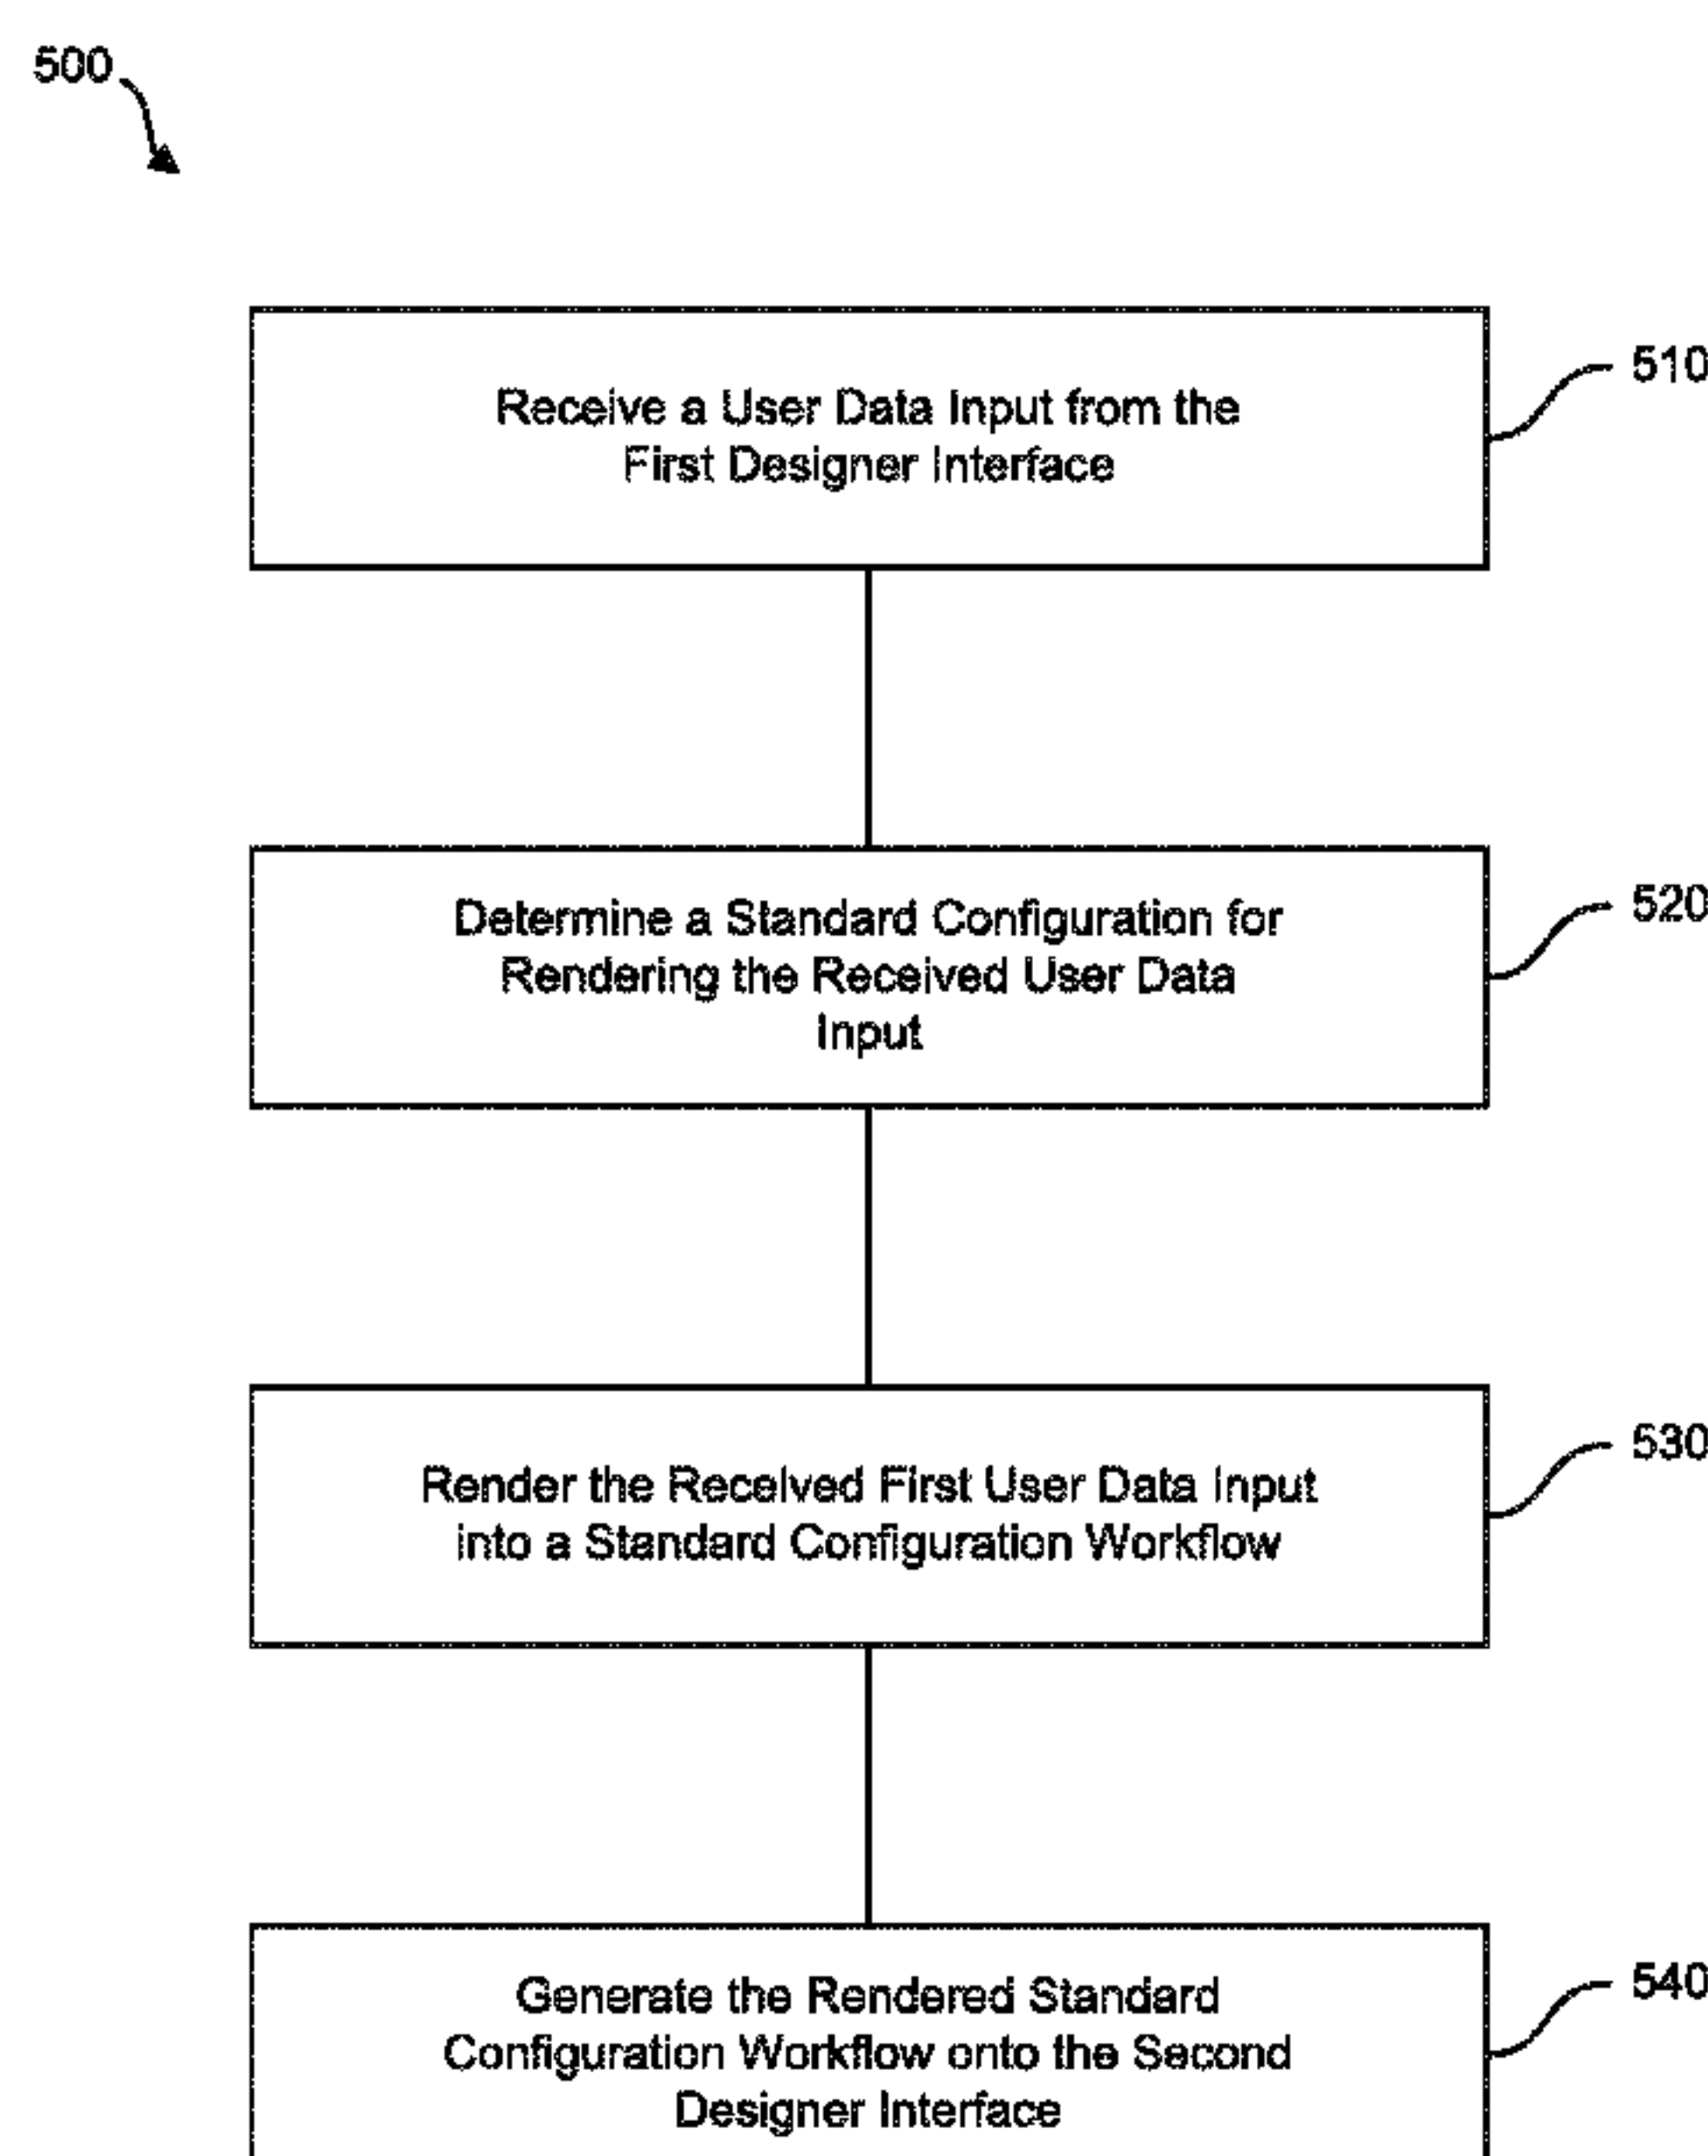 500
510
Receive a User Data Input from the
First Designer Interface
520
Determine a Standard Configuration for
Rendering the Received User Data
Input
530
Render the Received First User Data Input
into a Standard Configuration Workflow
540
Generate the Rendered Standard
Configuration Workflow onto the Second
Designer Interface